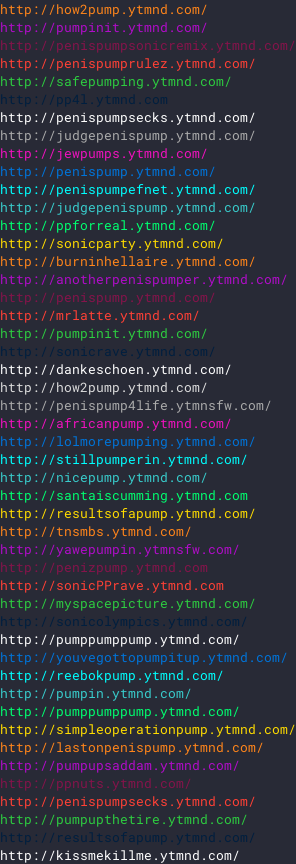 http://how2pump.ytmnd.com/
http://pumpinit.ytmnd.com/
http://penispumpsonicremix.ytmnd.com/
http://penispumprulez.ytmnd.com/
http://safepumping.ytmnd.com/
http://pp4l.ytmnd.com
http://penispumpsecks.ytmnd.com/
http://judgepenispump.ytmnd.com/
http://jewpumps.ytmnd.com/
http://penispump.ytmnd.com/
http://penispumpefnet.ytmnd.com/
http://judgepenispump.ytmnd.com/
http://ppforreal.ytmnd.com/
http://sonicparty.ytmnd.com/
http://burninhellaire.ytmnd.com/
http://anotherpenispumper.ytmnd.com/
http://penispump.ytmnd.com/
http://mrlatte.ytmnd.com/
http://pumpinit.ytmnd.com/
http://sonicrave.ytmnd.com/
http://dankeschoen.ytmnd.com/
http://how2pump.ytmnd.com/
http://penispump4life.ytmnsfw.com/
http://africanpump.ytmnd.com/
http://lolmorepumping.ytmnd.com/
http://stillpumperin.ytmnd.com/
http://nicepump.ytmnd.com/
http://santaiscumming.ytmnd.com
http://resultsofapump.ytmnd.com/
http://tnsmbs.ytmnd.com/
http://yawepumpin.ytmnsfw.com/
http://penizpump.ytmnd.com
http://sonicPPrave.ytmnd.com
http://myspacepicture.ytmnd.com/
http://sonicolympics.ytmnd.com/
http://pumppumppump.ytmnd.com/
http://youvegottopumpitup.ytmnd.com/
http://reebokpump.ytmnd.com/
http://pumpin.ytmnd.com/
http://pumppumppump.ytmnd.com/
http://simpleoperationpump.ytmnd.com/
http://lastonpenispump.ytmnd.com/
http://pumpupsaddam.ytmnd.com/
http://ppnuts.ytmnd.com/
http://penispumpsecks.ytmnd.com/
http://pumpupthetire.ytmnd.com/
http://resultsofapump.ytmnd.com/
http://kissmekillme.ytmnd.com/